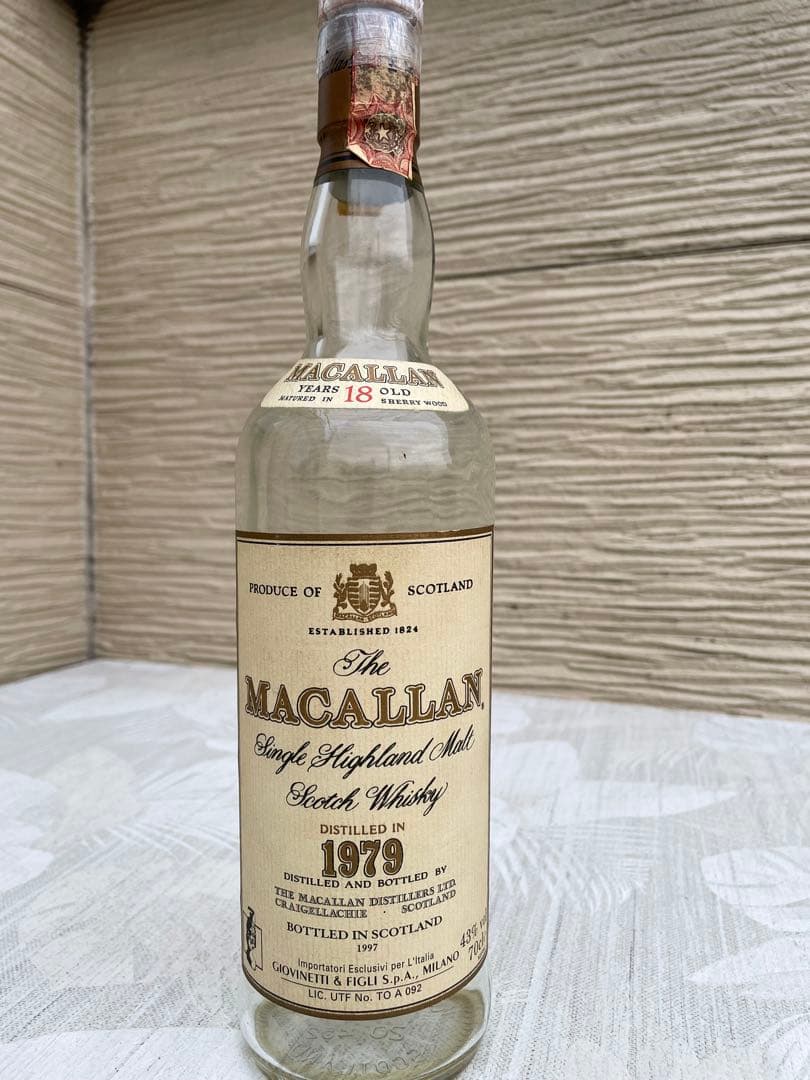 MACALLAN
YEARS 18 OLD
MATURED IN SHERRY WOOD
PRODUCE OF SCOTLAND
ESTABLISHED 1824
The
MACALLAN
Single Highland Malt
Scotch Whisky
DISTILLED IN
1979
DISTILLED AND BOTTLED BY
THE MACALLAN DISTILLERS LTD.
CRAIGELLACHIE · SCOTLAND
BOTTLED IN SCOTLAND
1997
43% vol
70cl
Importatori Esclusivi per L'Italia
GIOVINETTI & FIGLI S.p.A., MILANO
LIC. UTF No. TO A 092